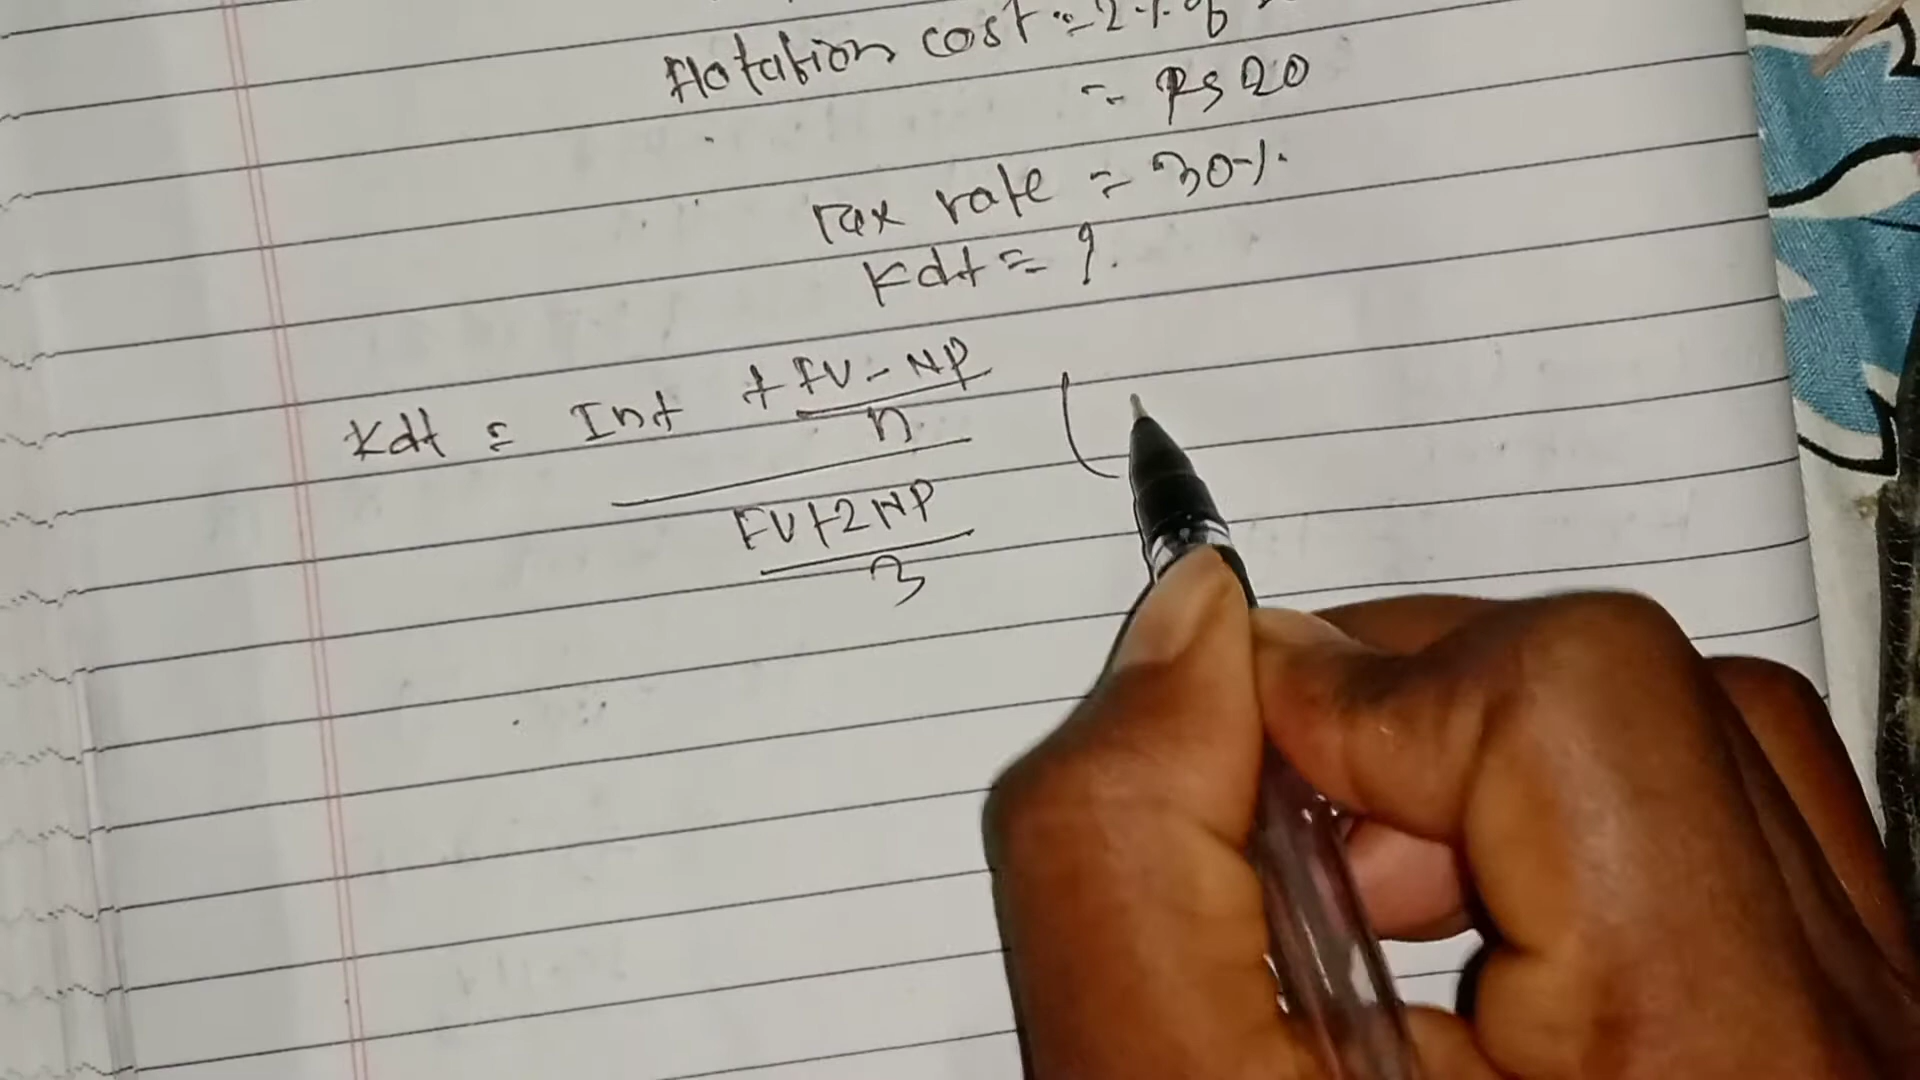 flotation cost = 2% of
= RS 20
Tax rate = 30%.
Kdt = ?
Kdt = Int + FV - NP
n
FV+2NP
3
(